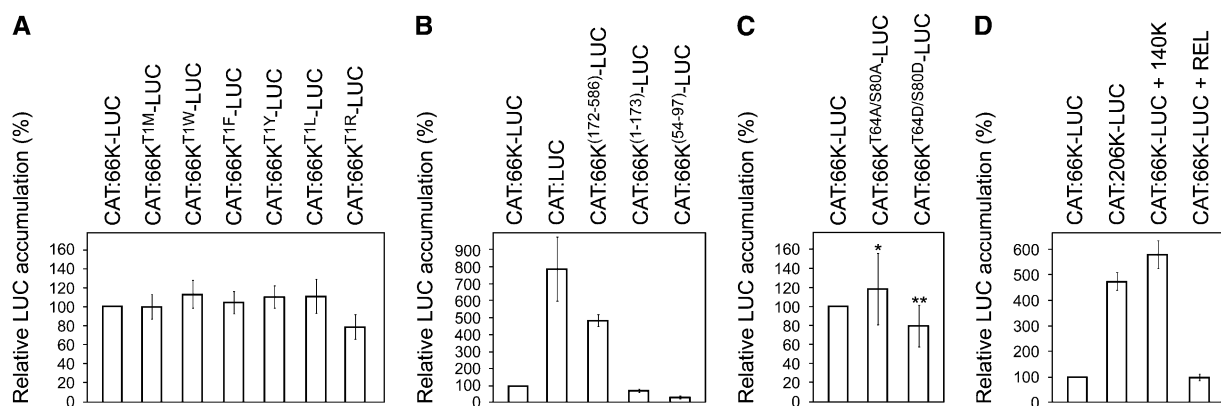 A
Relative LUC accumulation (%)
CAT:66K-LUC
CAT:66K^T1M-LUC
CAT:66K^T1W-LUC
CAT:66K^T1F-LUC
CAT:66K^T1Y-LUC
CAT:66K^T1L-LUC
CAT:66K^T1R-LUC
160
140
120
100
80
60
40
20
0
B
Relative LUC accumulation (%)
CAT:66K-LUC
CAT:LUC
CAT:66K^(172-586)-LUC
CAT:66K^(1-173)-LUC
CAT:66K^(54-97)-LUC
900
800
700
600
500
400
300
200
100
0
C
Relative LUC accumulation (%)
CAT:66K-LUC
CAT:66K^T64A/S80A-LUC
CAT:66K^T64D/S80D-LUC
160
140
120
100
80
60
40
20
0
*
**
D
Relative LUC accumulation (%)
CAT:66K-LUC
CAT:206K-LUC
CAT:66K-LUC + 140K
CAT:66K-LUC + REL
600
500
400
300
200
100
0